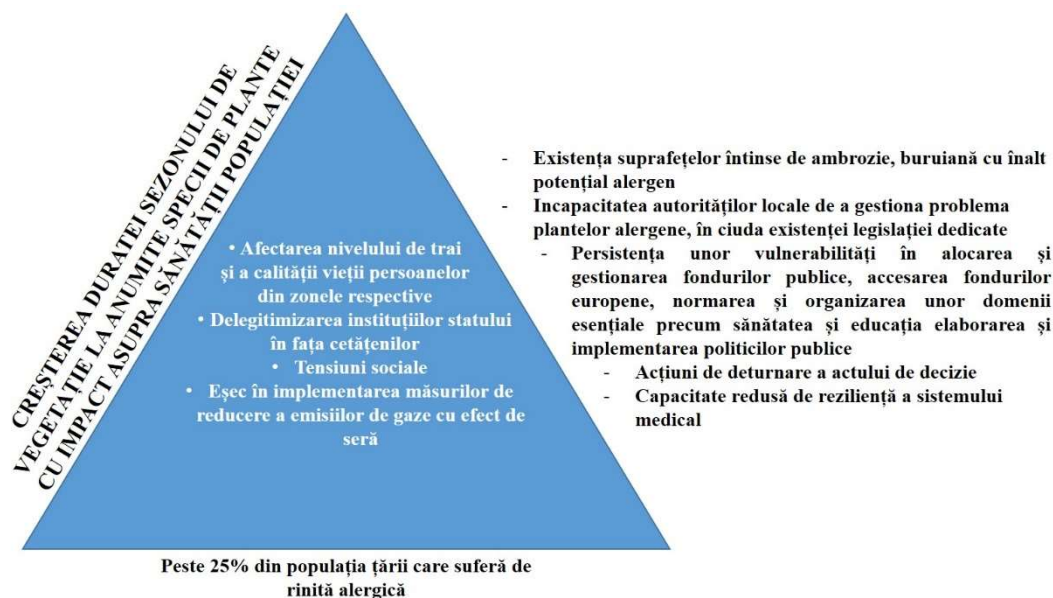 CREȘTEREA DURATEI SEZONULUI DE
VEGETAȚIE LA ANUMITE SPECII DE PLANTE
CU IMPACT ASUPRA SĂNĂTĂȚII POPULAȚIEI
• Afectarea nivelului de trai
și a calității vieții persoanelor
din zonele respective
• Delegitimizarea instituțiilor statului
în fața cetățenilor
• Tensiuni sociale
• Eșec în implementarea măsurilor de
reducere a emisiilor de gaze cu efect de
seră
- Existența suprafețelor întinse de ambrozie, buruiană cu înalt
potențial alergen
- Incapacitatea autorităților locale de a gestiona problema
plantelor alergene, în ciuda existenței legislației dedicate
- Persistența unor vulnerabilități în alocarea și
gestionarea fondurilor publice, accesarea fondurilor
europene, normarea și organizarea unor domenii
esențiale precum sănătatea și educația elaborarea și
implementarea politicilor publice
- Acțiuni de deturnare a actului de decizie
- Capacitate redusă de reziliență a sistemului
medical
Peste 25% din populația țării care suferă de
rinită alergică